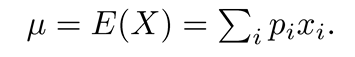 μ = E(X) = ∑ᵢ pᵢxᵢ.